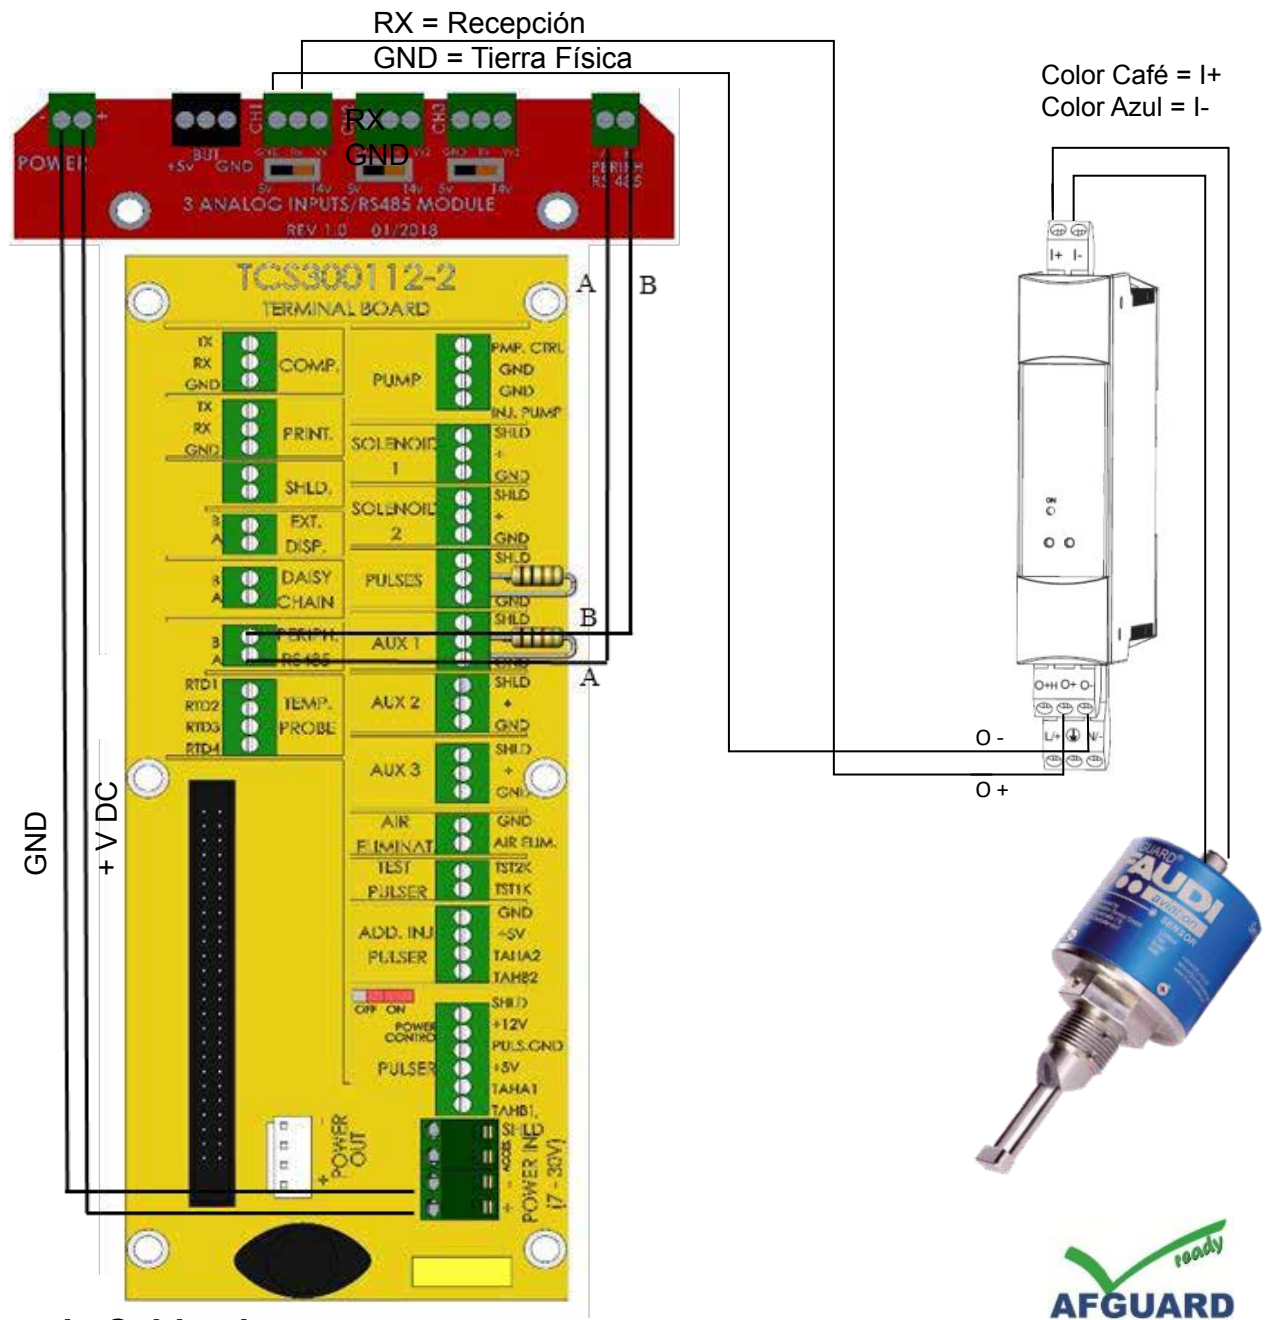 RX = Recepción
GND = Tierra Física
Color Café = I+
Color Azul = I-
- +
CH1
RX
GND
CH3
POWER
BUT
+5v GND
5v 14v
5v 14v
5v 14v
PERIPH
RS 485
3 ANALOG INPUTS/RS485 MODULE
REV 1.0 01/2018
I+ I-
TCS300112-2
TERMINAL BOARD
A
B
TX
RX
GND
COMP.
TX
RX
GND
PRINT.
SHLD.
B
A
EXT.
DISP.
B
A
DAISY
CHAIN
B
A
PERIPH.
RS485
RTD1
RTD2
RTD3
RTD4
TEMP.
PROBE
PUMP
PMP. CTRL
GND
GND
INJ. PUMP
SOLENOID
1
SHLD
+
GND
SOLENOID
2
SHLD
+
GND
PULSES
SHLD
+
GND
AUX 1
SHLD
+
GND
B
A
AUX 2
SHLD
+
GND
AUX 3
SHLD
+
GND
AIR
ELIMINAT.
GND
AIR ELIM.
TEST
PULSER
TST2K
TST1K
ADD. INJ.
PULSER
GND
+5V
TAHA2
TAHB2
OFF ON
POWER
CONTROL
PULSER
SHLD
+12V
PULS.GND
+5V
TAHA1
TAHB1
- +
POWER
OUT
SHLD
ACCES.
-
+
POWER IN
(7 - 30V)
GND
+ V DC
ON
O+H O+ O-
L/+ N/-
O -
O +
GUARD®
FAUDI
aviation
SENSOR
ready
AFGUARD